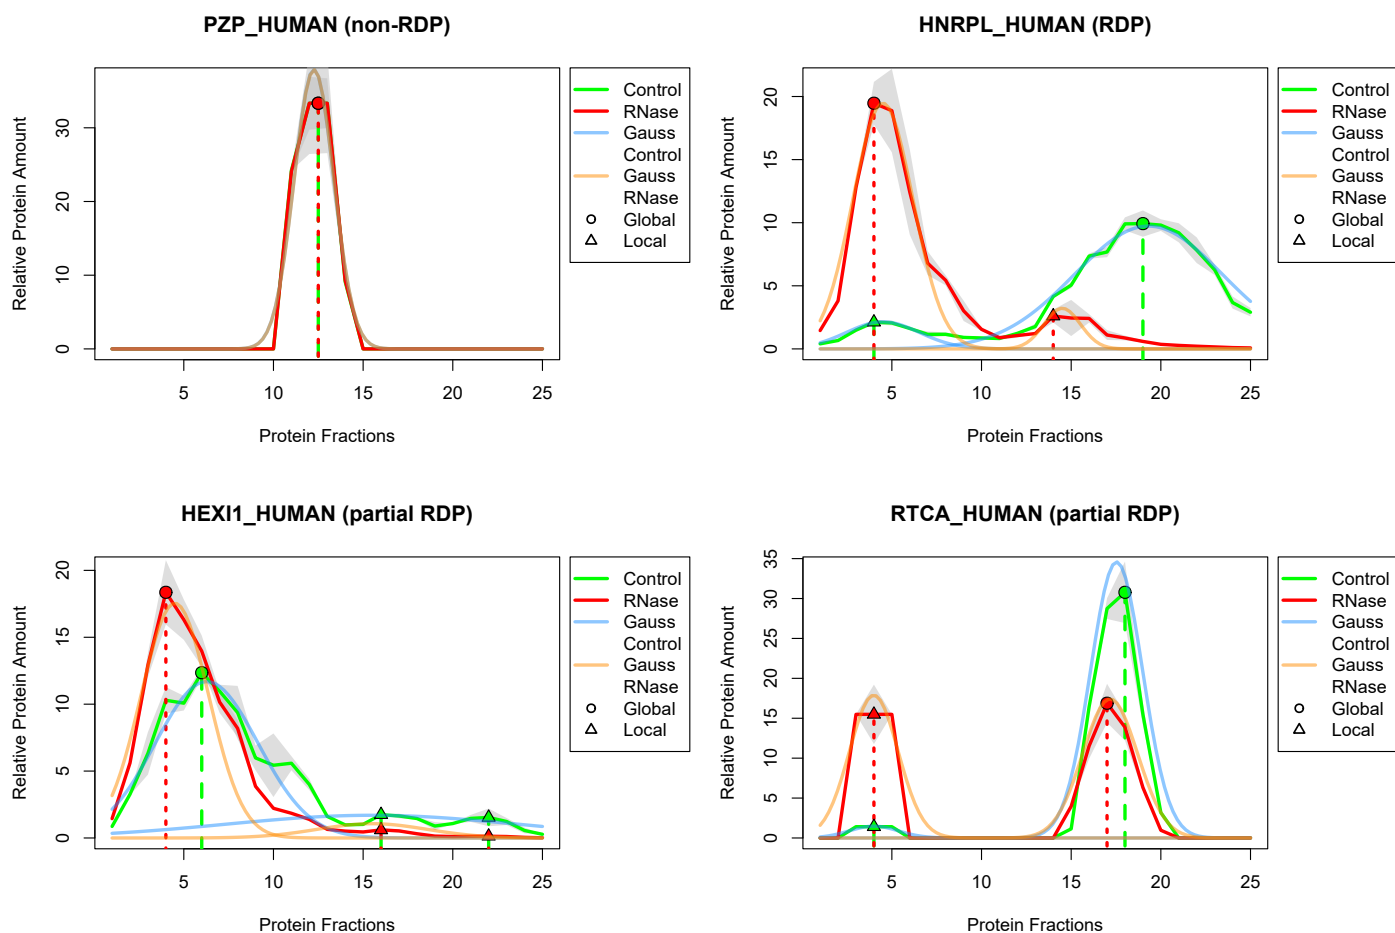 PZP_HUMAN (non-RDP)
Relative Protein Amount
30
20
10
0
5 10 15 20 25
Protein Fractions
Control
RNase
Gauss
Control
Gauss
RNase
Global
Local
HNRPL_HUMAN (RDP)
Relative Protein Amount
20
15
10
5
0
5 10 15 20 25
Protein Fractions
Control
RNase
Gauss
Control
Gauss
RNase
Global
Local
HEXI1_HUMAN (partial RDP)
Relative Protein Amount
20
15
10
5
0
5 10 15 20 25
Protein Fractions
Control
RNase
Gauss
Control
Gauss
RNase
Global
Local
RTCA_HUMAN (partial RDP)
Relative Protein Amount
35
30
25
20
15
10
5
0
5 10 15 20 25
Protein Fractions
Control
RNase
Gauss
Control
Gauss
RNase
Global
Local